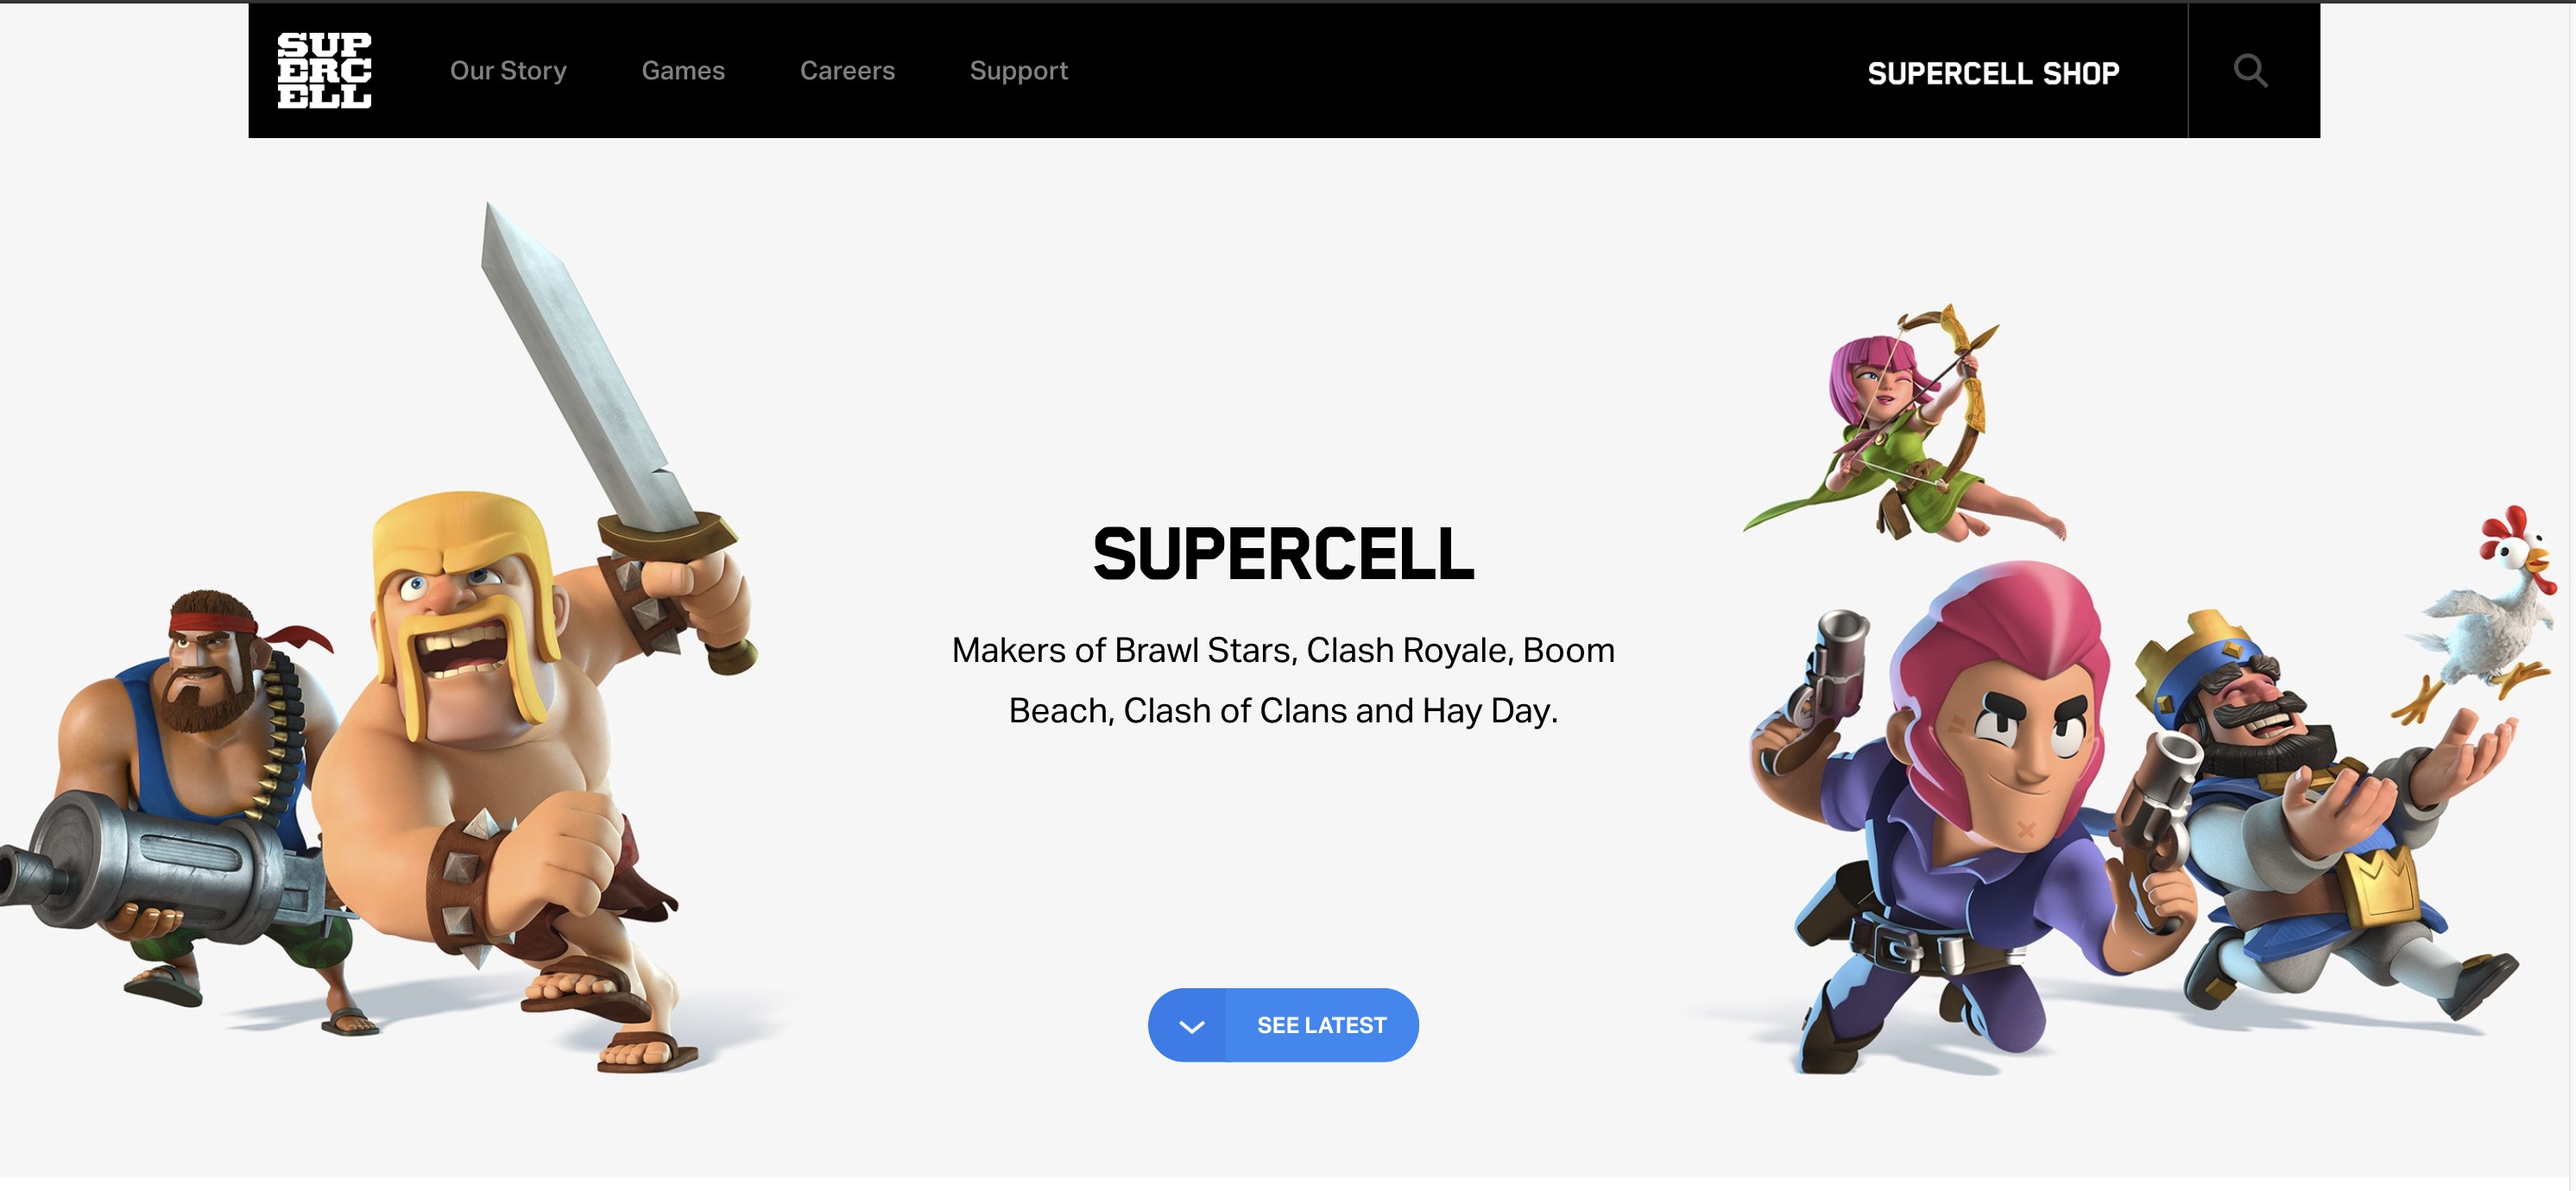 SUP
ERC
ELL
Our Story
Games
Careers
Support
SUPERCELL SHOP
SUPERCELL
Makers of Brawl Stars, Clash Royale, Boom
Beach, Clash of Clans and Hay Day.
SEE LATEST